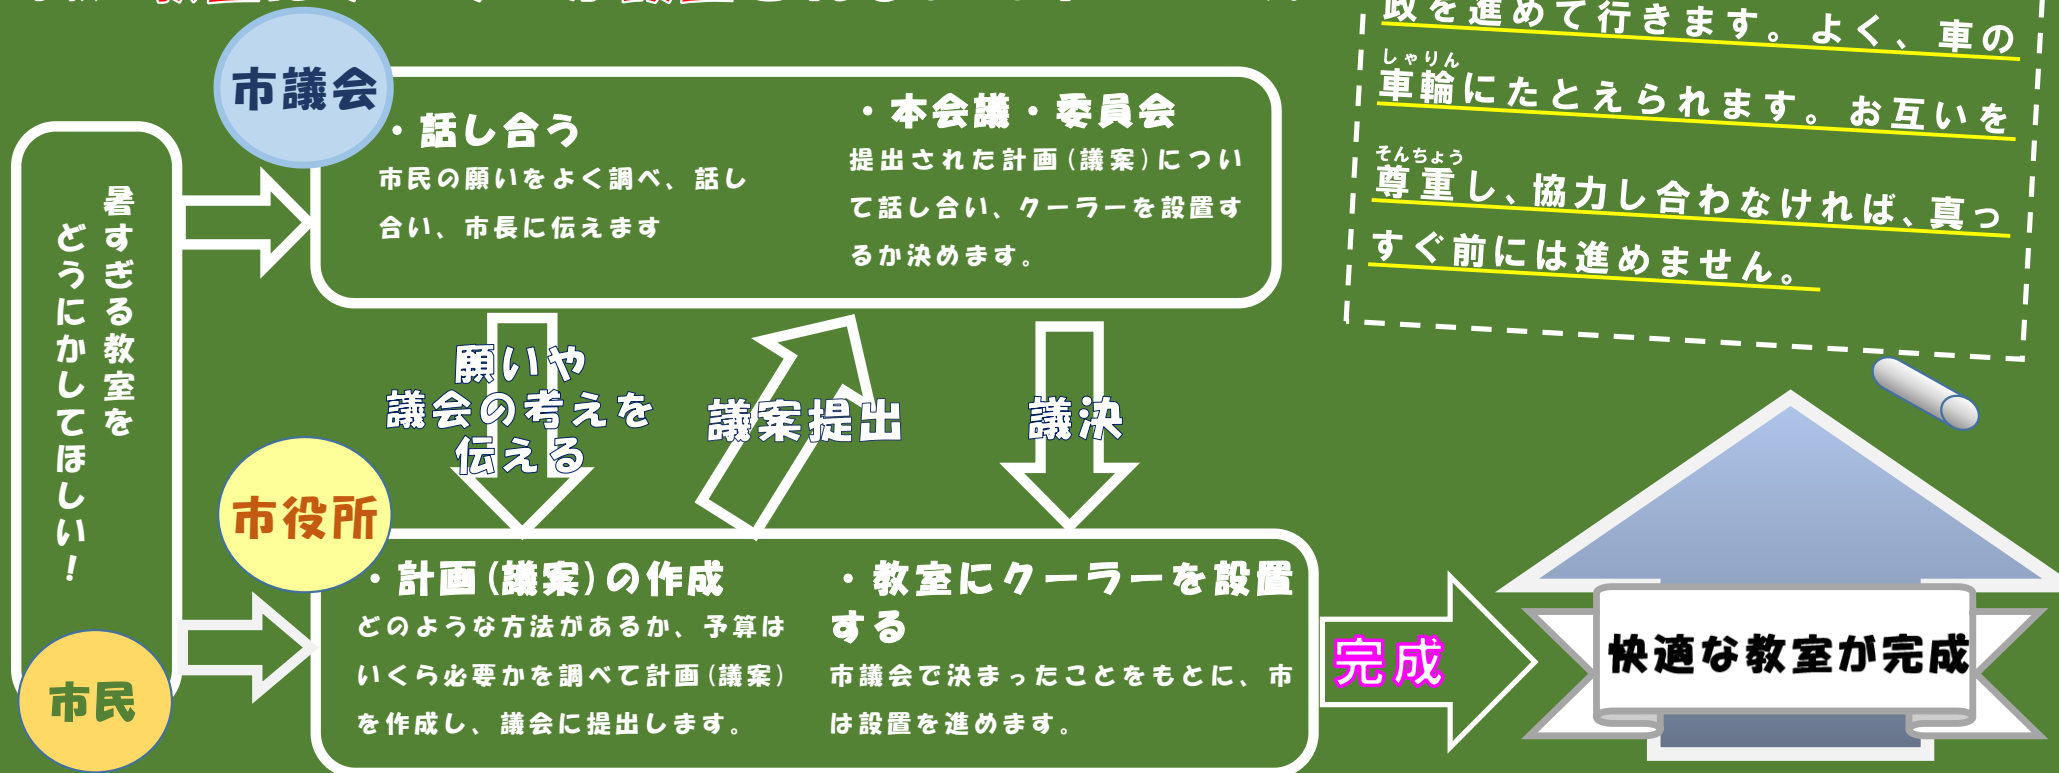 政を進めて行きます。よく、車の
しゃりん
車輪にたとえられます。お互いを
そんちょう
尊重し、協力し合わなければ、真っ
すぐ前には進めません。
市議会
・話し合う
市民の願いをよく調べ、話し
合い、市長に伝えます
・本会議・委員会
提出された計画(議案)につい
て話し合い、クーラーを設置す
るか決めます。
暑すぎる教室を
どうにかしてほしい!
市民
願いや
議会の考えを
伝える
議案提出
議決
市役所
・計画(議案)の作成
どのような方法があるか、予算は
いくら必要かを調べて計画(議案)
を作成し、議会に提出します。
・教室にクーラーを設置
する
市議会で決まったことをもとに、市
は設置を進めます。
完成
快適な教室が完成